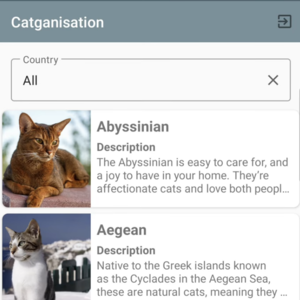 Catganisation
Country
All
Abyssinian
Description
The Abyssinian is easy to care for, and
a joy to have in your home. They’re
affectionate cats and love both peopl...
Aegean
Description
Native to the Greek islands known
as the Cyclades in the Aegean Sea,
these are natural cats, meaning they ...